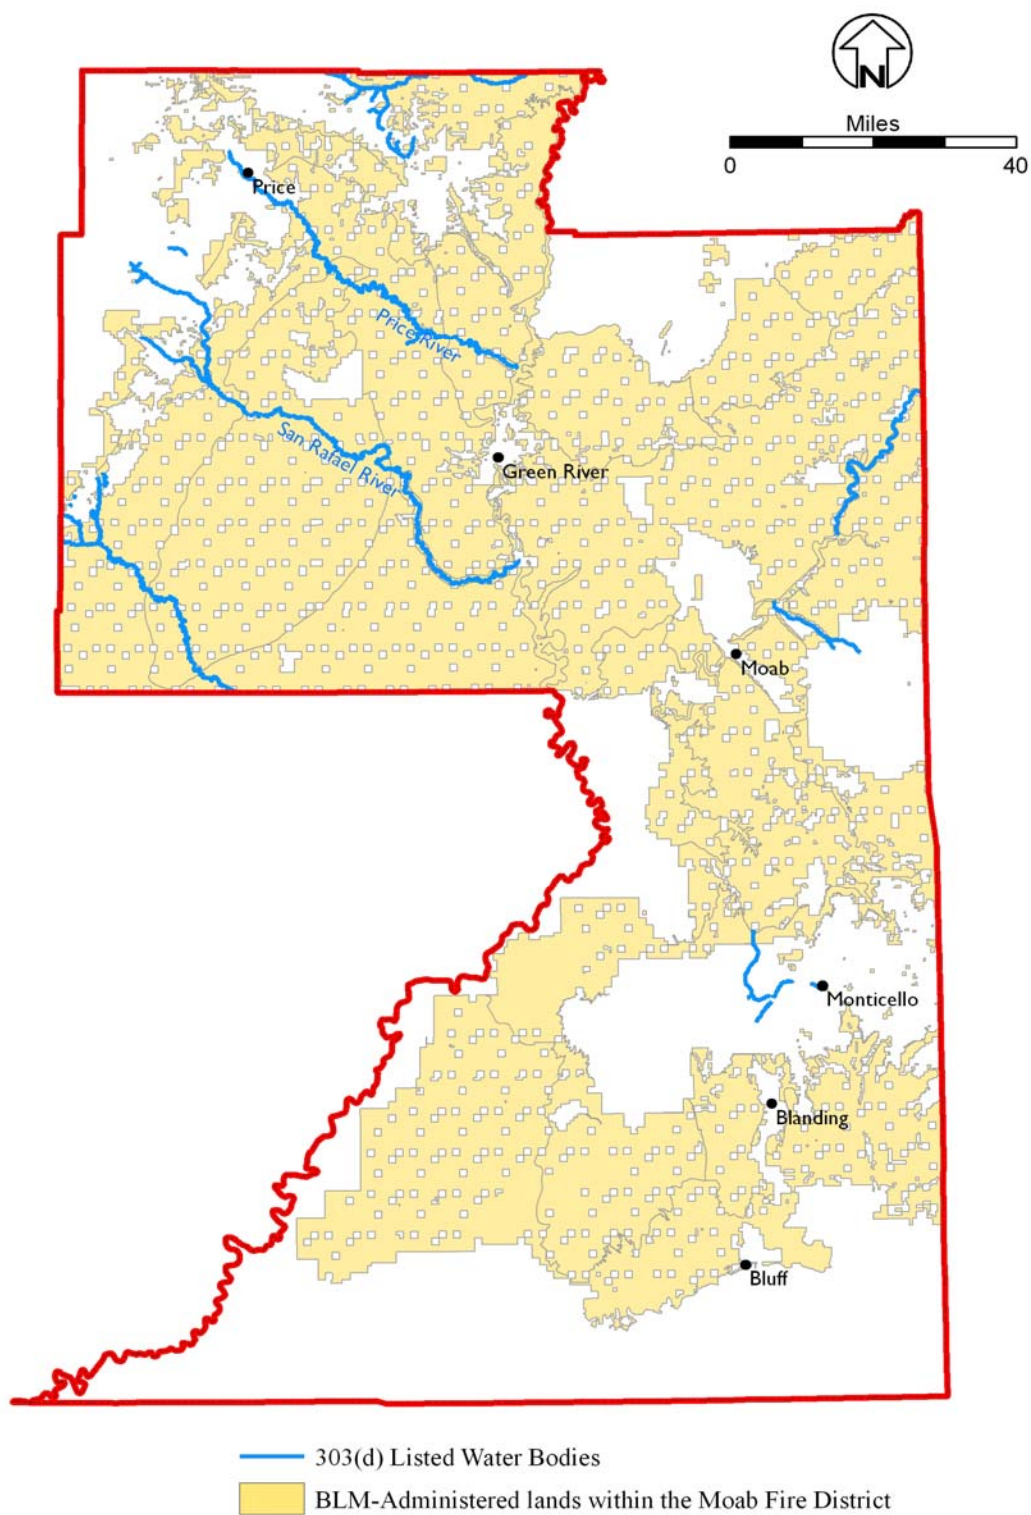 N
Miles
0 40
Price
Price River
San Rafael River
Green River
Moab
Monticello
Blanding
Bluff
303(d) Listed Water Bodies
BLM-Administered lands within the Moab Fire District